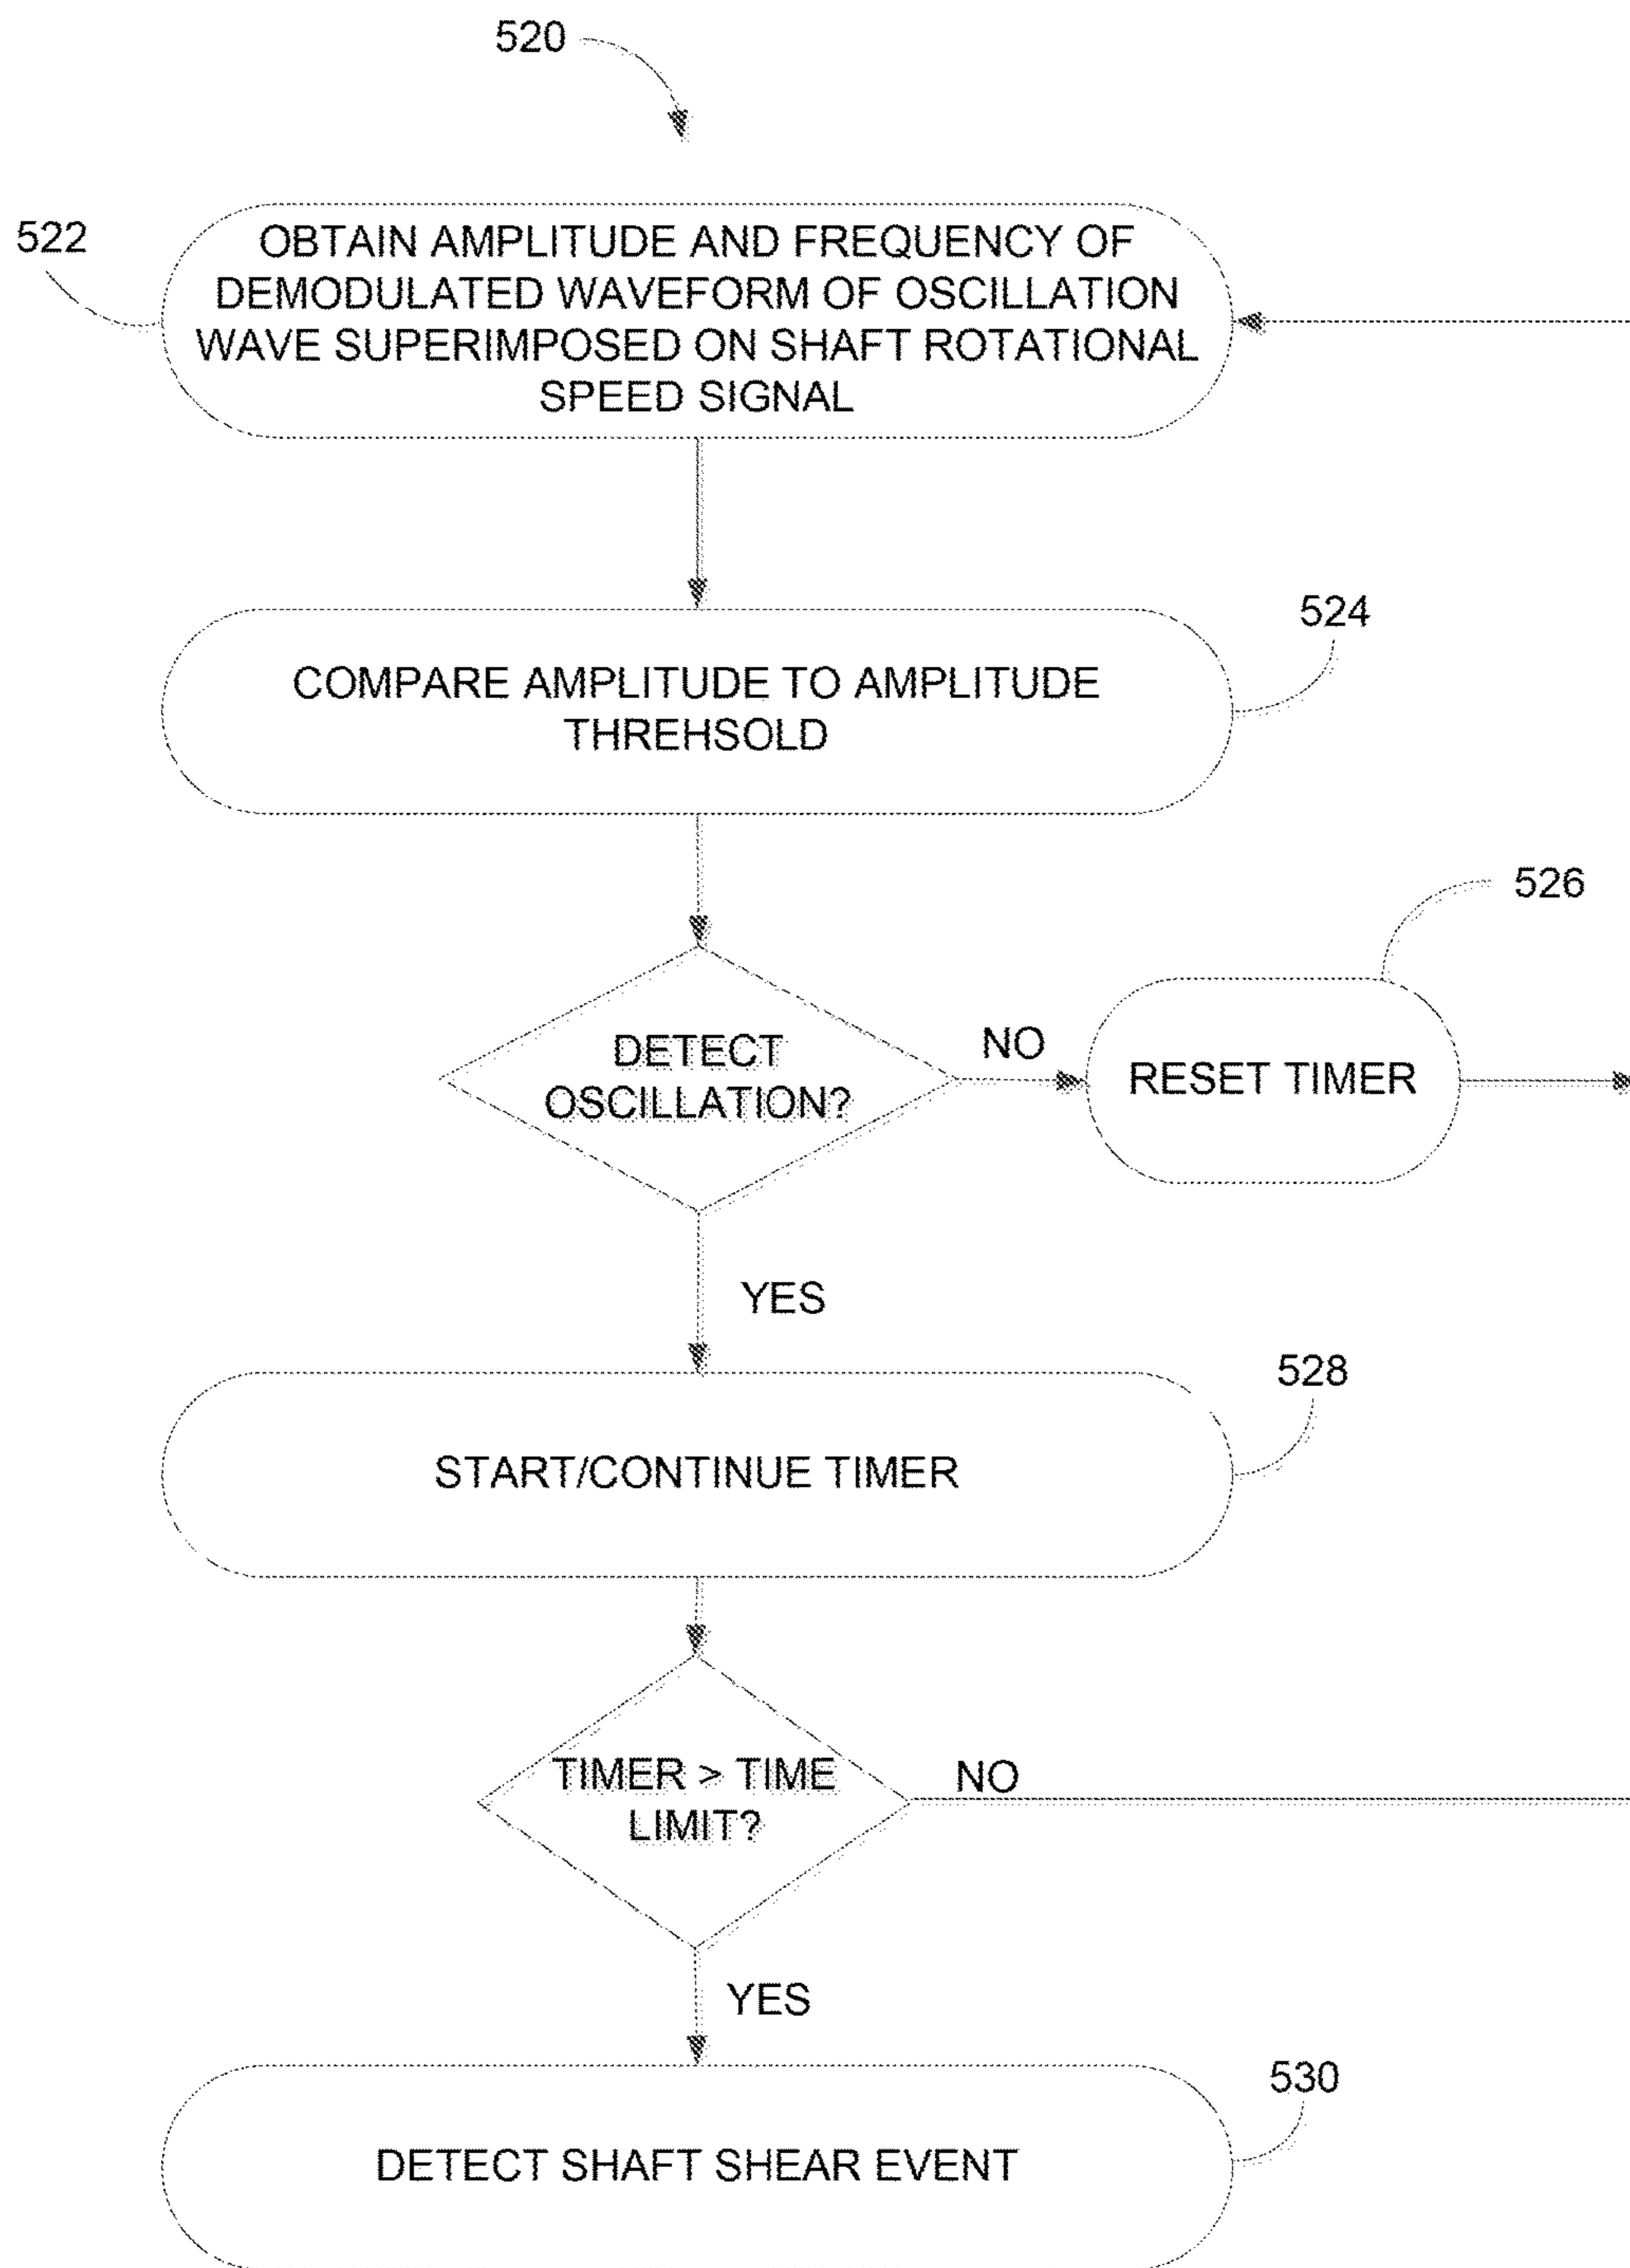 520
522
OBTAIN AMPLITUDE AND FREQUENCY OF
DEMODULATED WAVEFORM OF OSCILLATION
WAVE SUPERIMPOSED ON SHAFT ROTATIONAL
SPEED SIGNAL
524
COMPARE AMPLITUDE TO AMPLITUDE
THREHSOLD
526
DETECT
OSCILLATION?
NO
RESET TIMER
YES
528
START/CONTINUE TIMER
TIMER > TIME
LIMIT?
NO
YES
530
DETECT SHAFT SHEAR EVENT